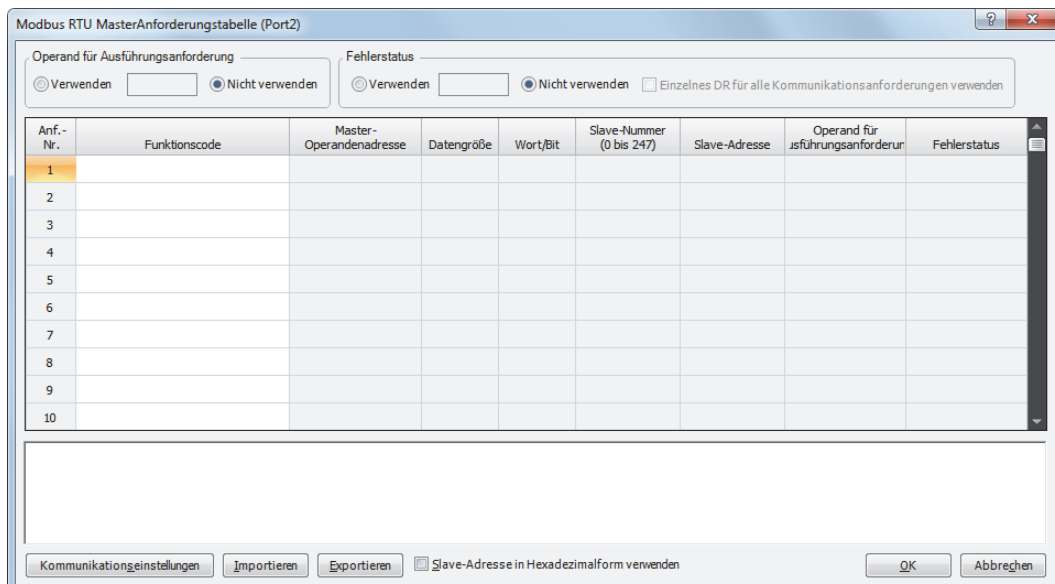 Modbus RTU MasterAnforderungstabelle (Port2)
Operand für Ausführungsanforderung
Fehlerstatus
Verwenden Nicht verwenden Verwenden Nicht verwenden Einzelnes DR für alle Kommunikationsanforderungen verwenden
Anf.- Master- Slave-Nummer Operand für
Nr. Funktionscode Operandenadresse Datengröße Wort/Bit (0 bis 247) Slave-Adresse usführungsanforderun Fehlerstatus
1
2
3
4
5
6
7
8
9
10
Kommunikationseinstellungen Importieren Exportieren Slave-Adresse in Hexadezimalform verwenden OK Abbrechen